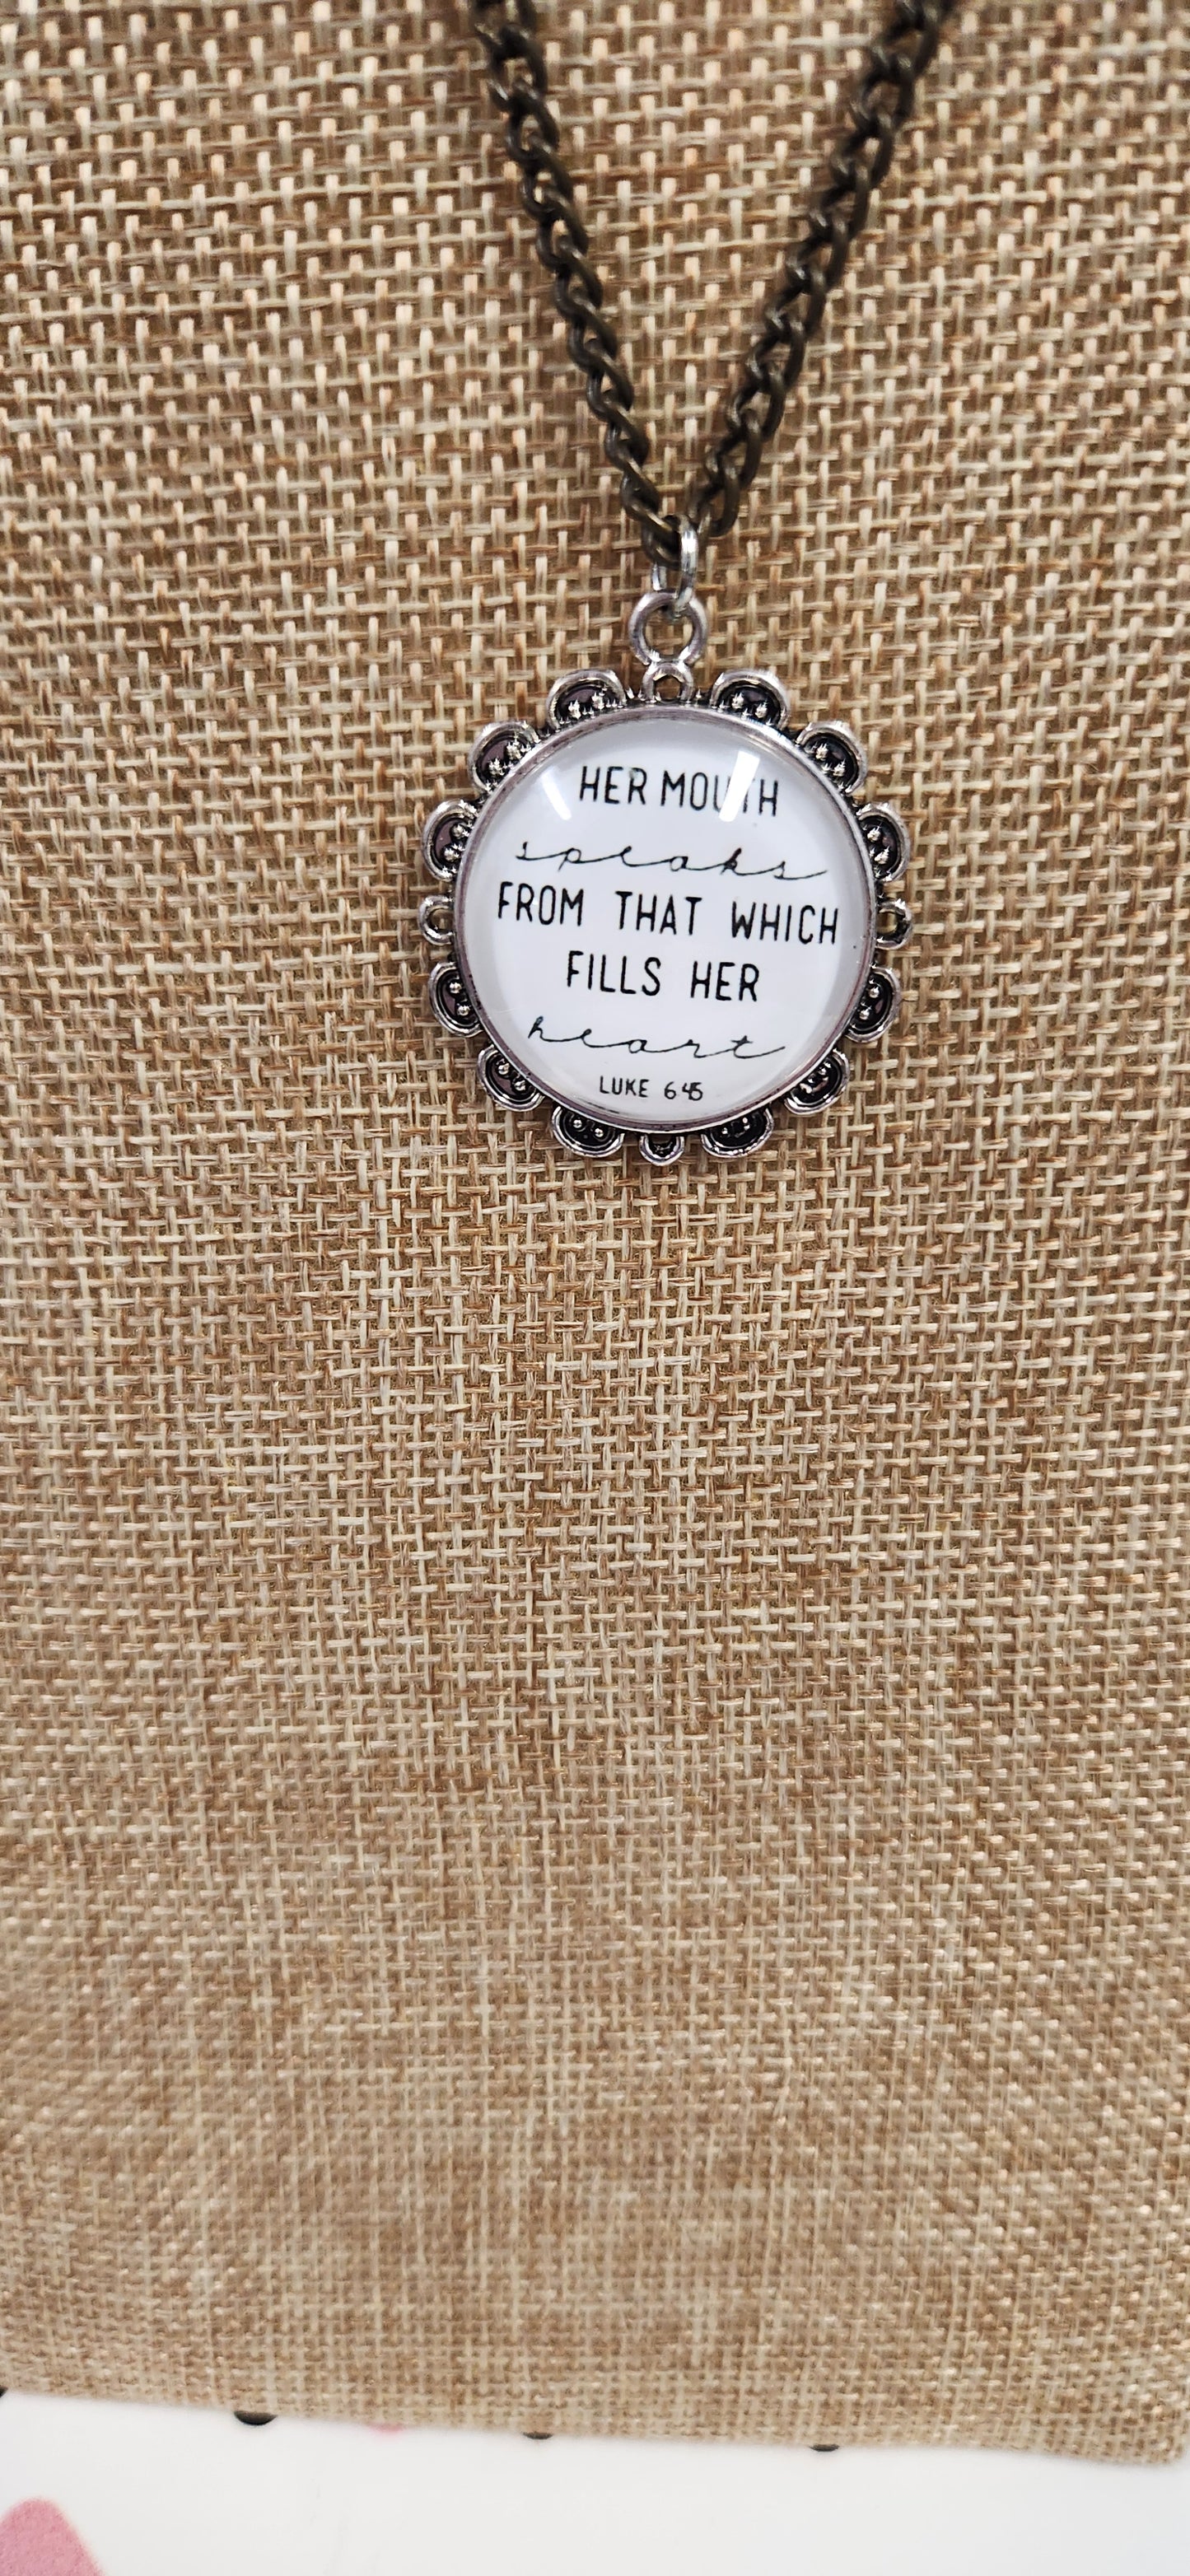 HER MOUTH
speaks
FROM THAT WHICH
FILLS HER
heart
LUKE 6:45